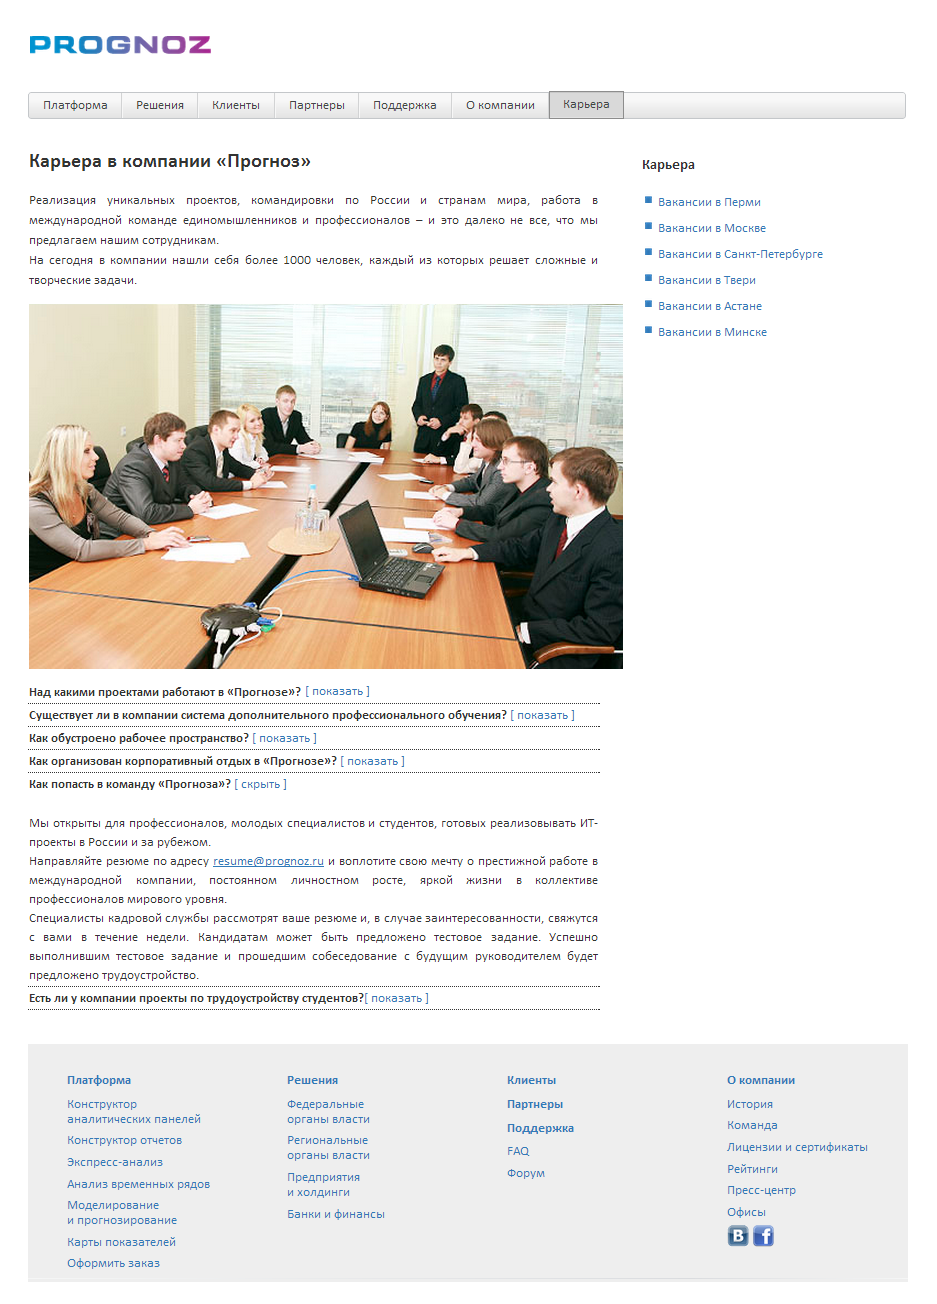 PROGNOZ
Платформа Решения Клиенты Партнеры Поддержка О компании Карьера
Карьера в компании «Прогноз»
Реализация уникальных проектов, командировки по России и странам мира, работа в
международной команде единомышленников и профессионалов – и это далеко не все, что мы
предлагаем нашим сотрудникам.
На сегодня в компании нашли себя более 1000 человек, каждый из которых решает сложные и
творческие задачи.
Карьера
Вакансии в Перми
Вакансии в Москве
Вакансии в Санкт-Петербурге
Вакансии в Твери
Вакансии в Астане
Вакансии в Минске
Над какими проектами работают в «Прогнозе»? [ показать ]
Существует ли в компании система дополнительного профессионального обучения? [ показать ]
Как обустроено рабочее пространство? [ показать ]
Как организован корпоративный отдых в «Прогнозе»? [ показать ]
Как попасть в команду «Прогноза»? [ скрыть ]
Мы открыты для профессионалов, молодых специалистов и студентов, готовых реализовывать ИТ-
проекты в России и за рубежом.
Направляйте резюме по адресу resume@prognoz.ru и воплотите свою мечту о престижной работе в
международной компании, постоянном личностном росте, яркой жизни в коллективе
профессионалов мирового уровня.
Специалисты кадровой службы рассмотрят ваше резюме и, в случае заинтересованности, свяжутся
с вами в течение недели. Кандидатам может быть предложено тестовое задание. Успешно
выполнившим тестовое задание и прошедшим собеседование с будущим руководителем будет
предложено трудоустройство.
Есть ли у компании проекты по трудоустройству студентов?[ показать ]
Платформа
Конструктор
аналитических панелей
Конструктор отчетов
Экспресс-анализ
Анализ временных рядов
Моделирование
и прогнозирование
Карты показателей
Оформить заказ
Решения
Федеральные
органы власти
Региональные
органы власти
Предприятия
и холдинги
Банки и финансы
Клиенты
Партнеры
Поддержка
FAQ
Форум
О компании
История
Команда
Лицензии и сертификаты
Рейтинги
Пресс-центр
Офисы
В f